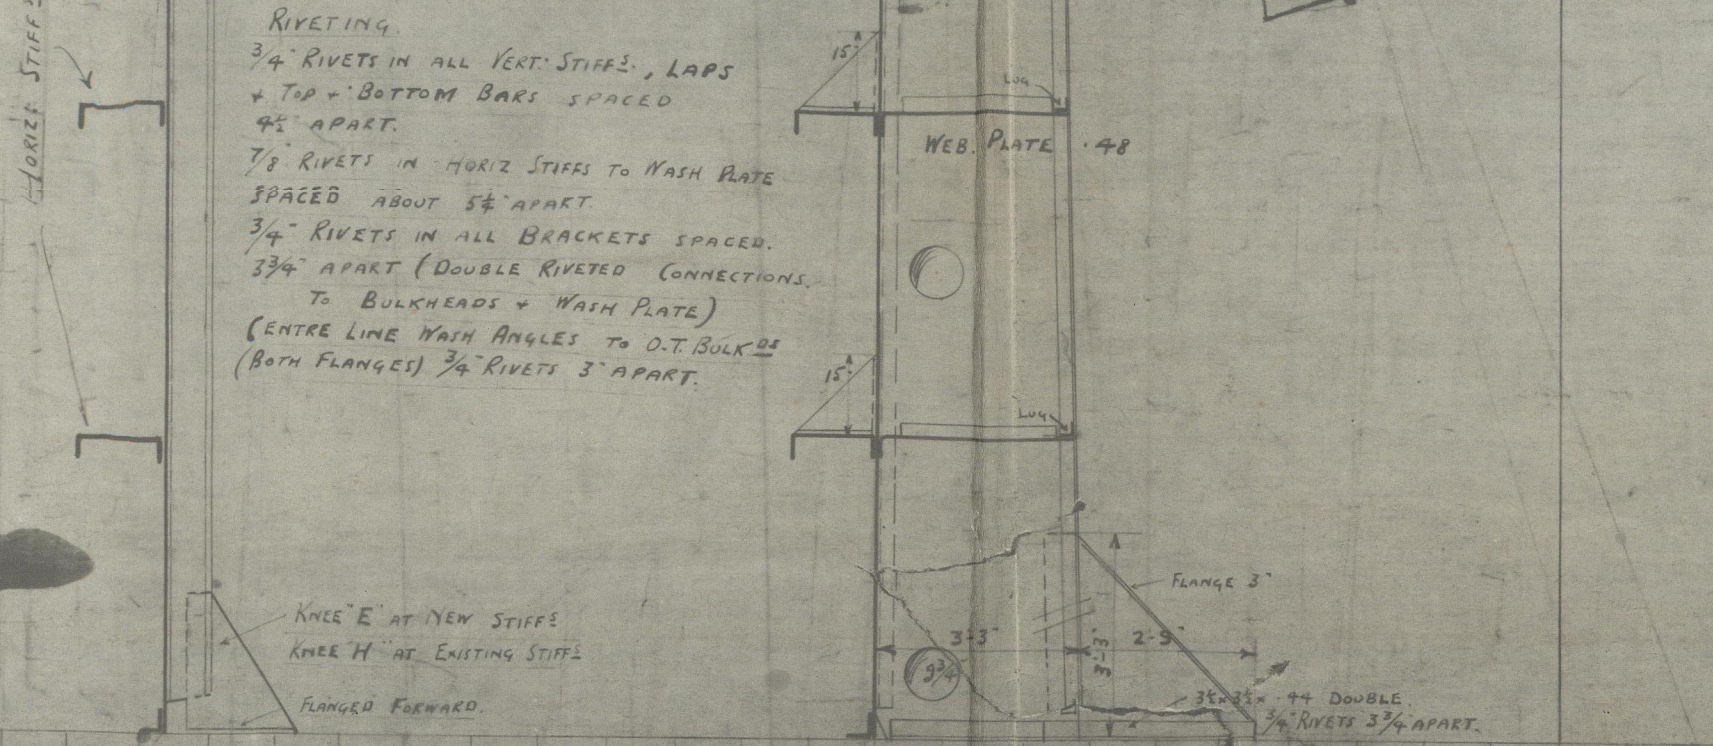 HORIZ STIFFS
RIVETING.
3/4" RIVETS IN ALL VERT. STIFFS., LAPS
+ TOP + BOTTOM BARS SPACED
4½" APART.
7/8" RIVETS IN HORIZ STIFFS TO WASH PLATE
SPACED ABOUT 5¼" APART.
3/4" RIVETS IN ALL BRACKETS SPACED.
3¾" APART (DOUBLE RIVETED CONNECTIONS.
TO BULKHEADS + WASH PLATE)
CENTRE LINE WASH ANGLES TO O.T. BULKDS
(BOTH FLANGES) 3/4" RIVETS 3" APART.
15"
LUG
WEB. PLATE .48
15"
LUG
FLANGE 3"
KNEE "E" AT NEW STIFFS
KNEE "H" AT EXISTING STIFFS
FLANGED FORWARD.
3'-3"
3'-3"
2'-9"
9¾"
3½ x 3½ x .44 DOUBLE.
3/4" RIVETS 3¾" APART.